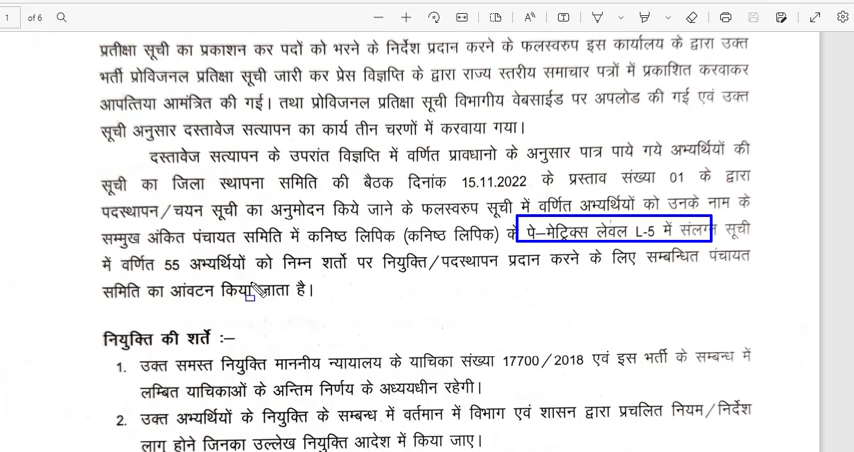 1 of 6
प्रतीक्षा सूची का प्रकाशन कर पदों को भरने के निर्देश प्रदान करने के फलस्वरुप इस कार्यालय के द्वारा उक्त
भर्ती प्रोविजनल प्रतिक्षा सूची जारी कर प्रेस विज्ञप्ति के द्वारा राज्य स्तरीय समाचार पत्रों में प्रकाशित करवाकर
आपत्तिया आमंत्रित की गई। तथा प्रोविजनल प्रतिक्षा सूची विभागीय वेबसाईड पर अपलोड की गई एवं उक्त
सूची अनुसार दस्तावेज सत्यापन का कार्य तीन चरणों में करवाया गया।
दस्तावेज सत्यापन के उपरांत विज्ञप्ति में वर्णित प्रावधानो के अनुसार पात्र पाये गये अभ्यर्थियों की
सूची का जिला स्थापना समिति की बैठक दिनांक 15.11.2022 के प्रस्ताव संख्या 01 के द्वारा
पदस्थापन/चयन सूची का अनुमोदन किये जाने के फलस्वरुप सूची में वर्णित अभ्यर्थियों को उनके नाम के
सम्मुख अंकित पंचायत समिति में कनिष्ठ लिपिक (कनिष्ठ लिपिक) के पे–मेट्रिक्स लेवल L-5 में संलग्न सूची
में वर्णित 55 अभ्यर्थियों को निम्न शर्तो पर नियुक्ति/पदस्थापन प्रदान करने के लिए सम्बन्धित पंचायत
समिति का आंवटन किया जाता है।
नियुक्ति की शर्ते :–
1. उक्त समस्त नियुक्ति माननीय न्यायालय के याचिका संख्या 17700/2018 एवं इस भर्ती के सम्बन्ध में
लम्बित याचिकाओं के अन्तिम निर्णय के अध्यधीन रहेगी।
2. उक्त अभ्यर्थियों के नियुक्ति के सम्बन्ध में वर्तमान में विभाग एवं शासन द्वारा प्रचलित नियम/निर्देश
लागू होने जिनका उल्लेख नियुक्ति आदेश में किया जाए।